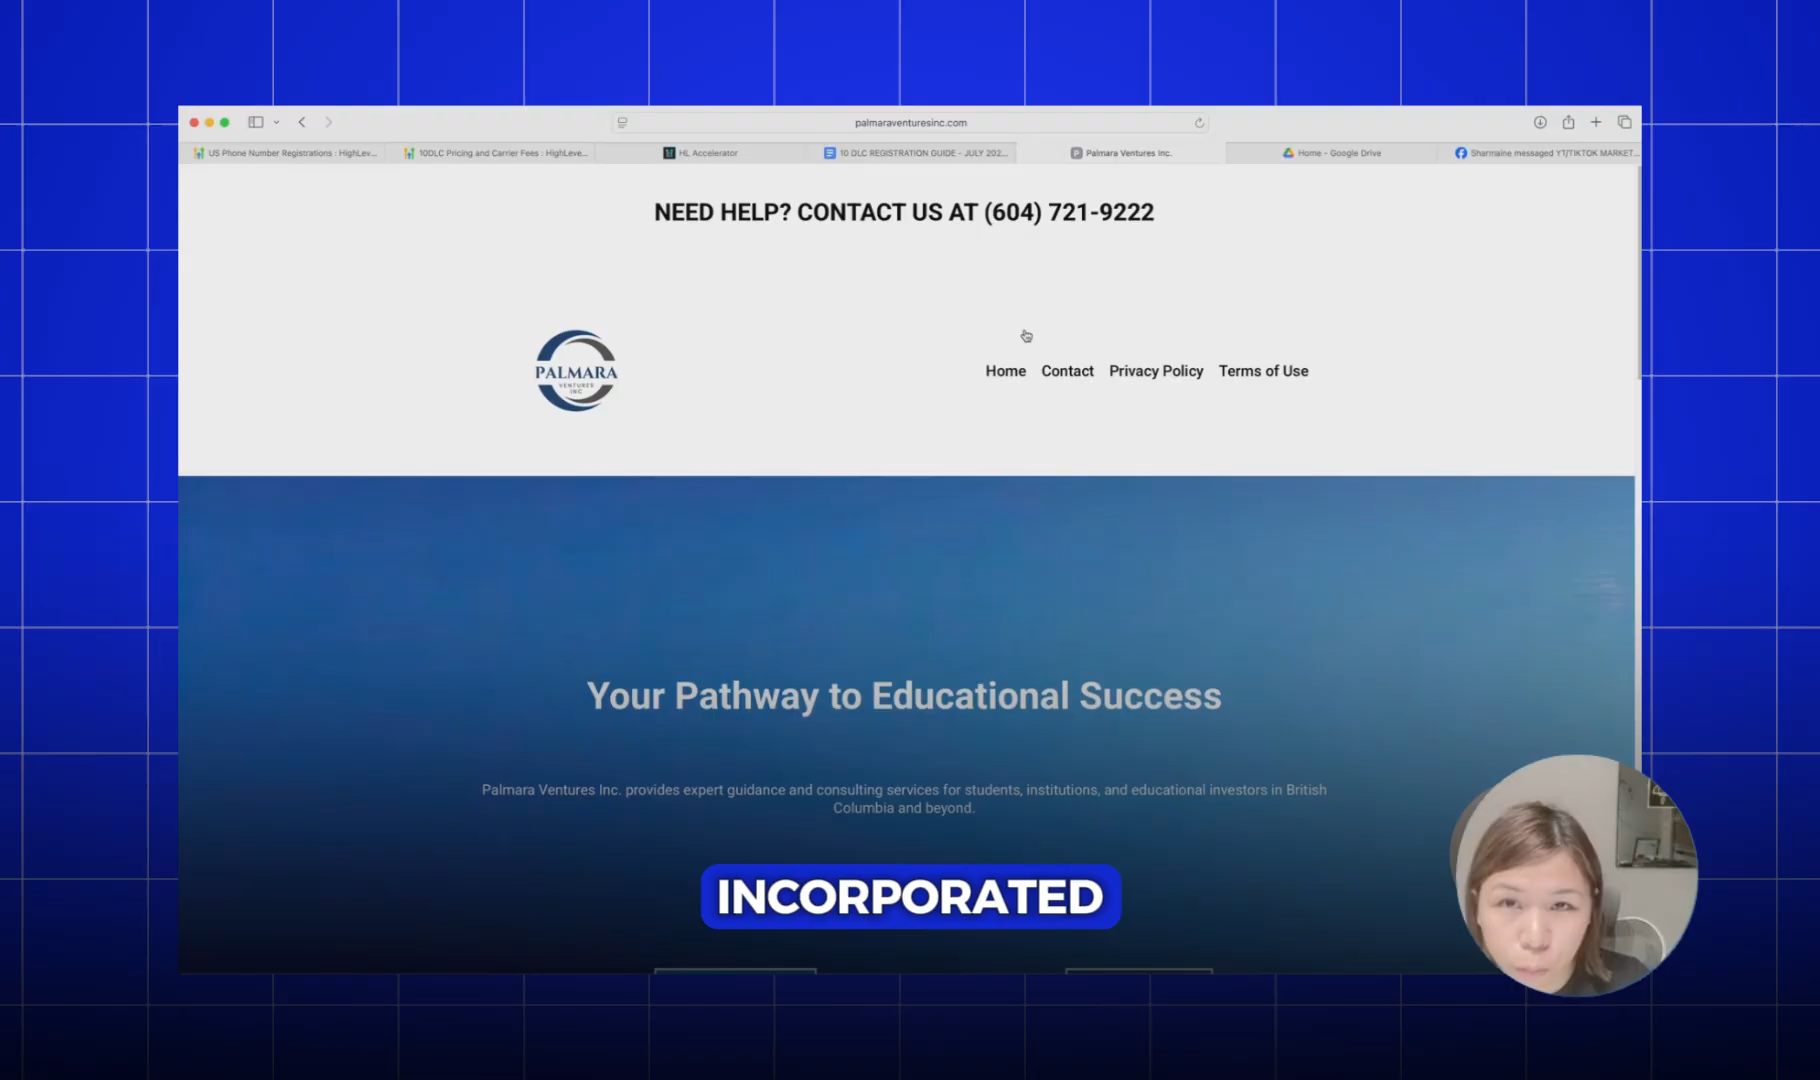 palmaraventuresinc.com
US Phone Number Registrations : HighLev...
10DLC Pricing and Carrier Fees : HighLeve...
HL Accelerator
10 DLC REGISTRATION GUIDE - JULY 202...
Palmara Ventures Inc.
Home - Google Drive
Sharmaine messaged YT/TIKTOK MARKET...
NEED HELP? CONTACT US AT (604) 721-9222
PALMARA
VENTURES
INC
Home
Contact
Privacy Policy
Terms of Use
Your Pathway to Educational Success
Palmara Ventures Inc. provides expert guidance and consulting services for students, institutions, and educational investors in British
Columbia and beyond.
INCORPORATED